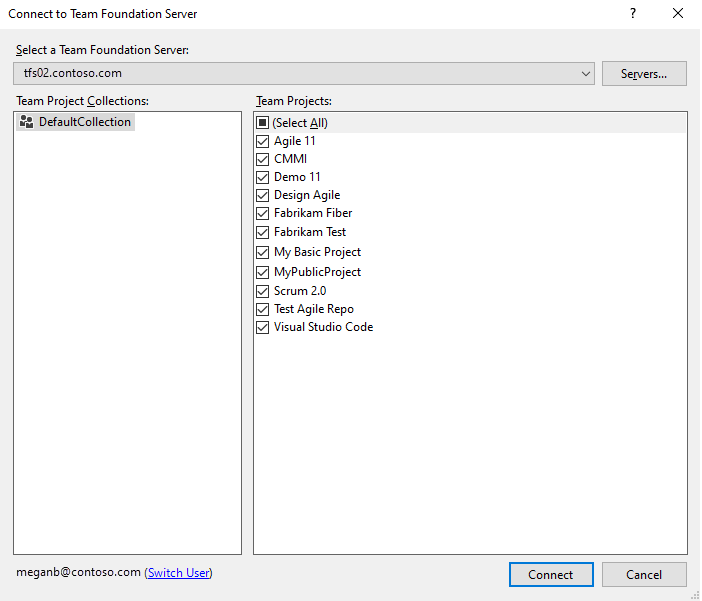 Connect to Team Foundation Server
?
Select a Team Foundation Server:
tfs02.contoso.com
Servers...
Team Project Collections:
DefaultCollection
Team Projects:
(Select All)
Agile 11
CMMI
Demo 11
Design Agile
Fabrikam Fiber
Fabrikam Test
My Basic Project
MyPublicProject
Scrum 2.0
Test Agile Repo
Visual Studio Code
meganb@contoso.com (Switch User)
Connect
Cancel